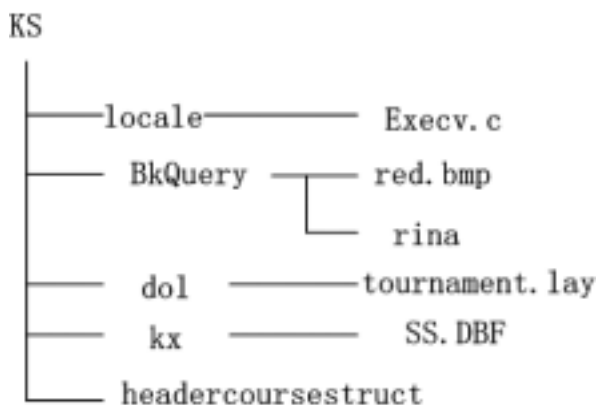 KS
locale Execv.c
BkQuery red.bmp
rina
dol tournament.lay
kx SS.DBF
headercoursestruct